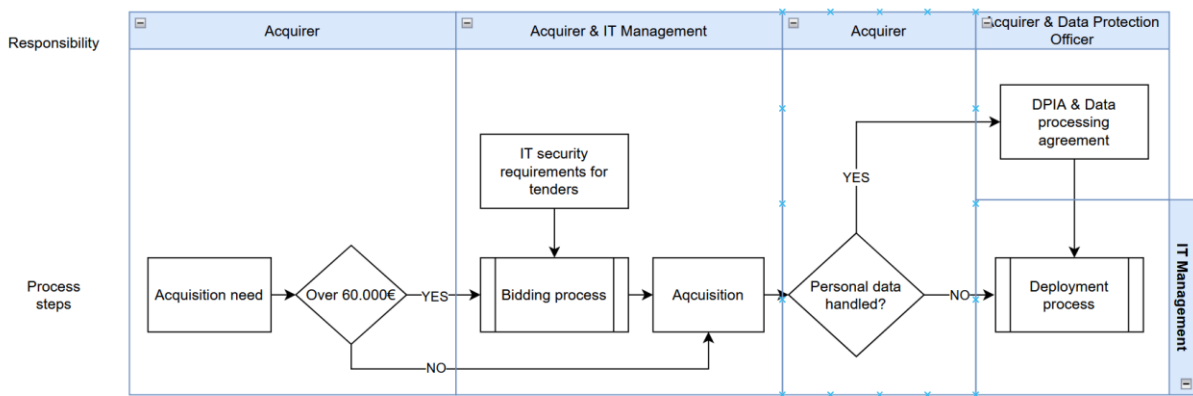 Responsibility
Acquirer
Acquirer & IT Management
Acquirer
Acquirer & Data Protection
Officer
DPIA & Data
processing
agreement
IT security
requirements for
tenders
YES
Process
steps
Acquisition need
Over 60.000€
YES
Bidding process
Aqcuisition
Personal data
handled?
NO
Deployment
process
IT Management
NO